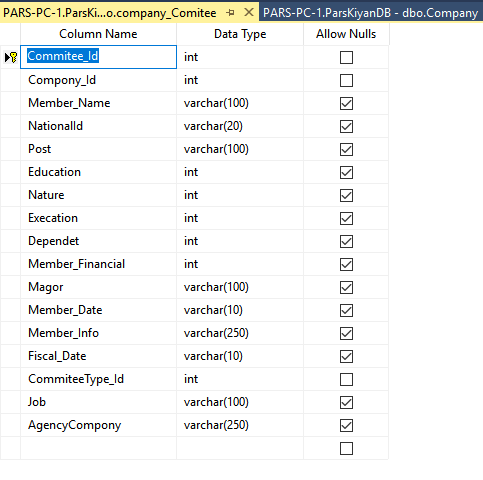 PARS-PC-1.ParsKi...o.company_Comitee PARS-PC-1.ParsKiyanDB - dbo.Company
Column Name Data Type Allow Nulls
Commitee_Id int
Compony_Id int
Member_Name varchar(100)
NationalId varchar(20)
Post varchar(100)
Education int
Nature int
Execation int
Dependet int
Member_Financial int
Magor varchar(100)
Member_Date varchar(10)
Member_Info varchar(250)
Fiscal_Date varchar(10)
CommiteeType_Id int
Job varchar(100)
AgencyCompony varchar(250)